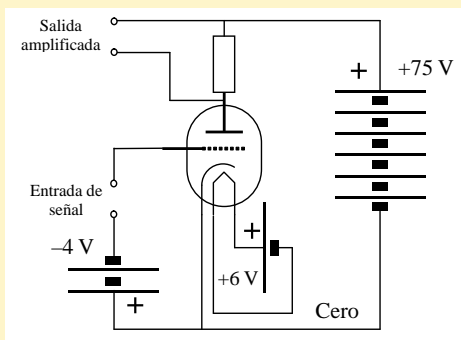 Salida
amplificada
+
+75 V
Entrada de
señal
–4 V
+
+
+6 V
Cero